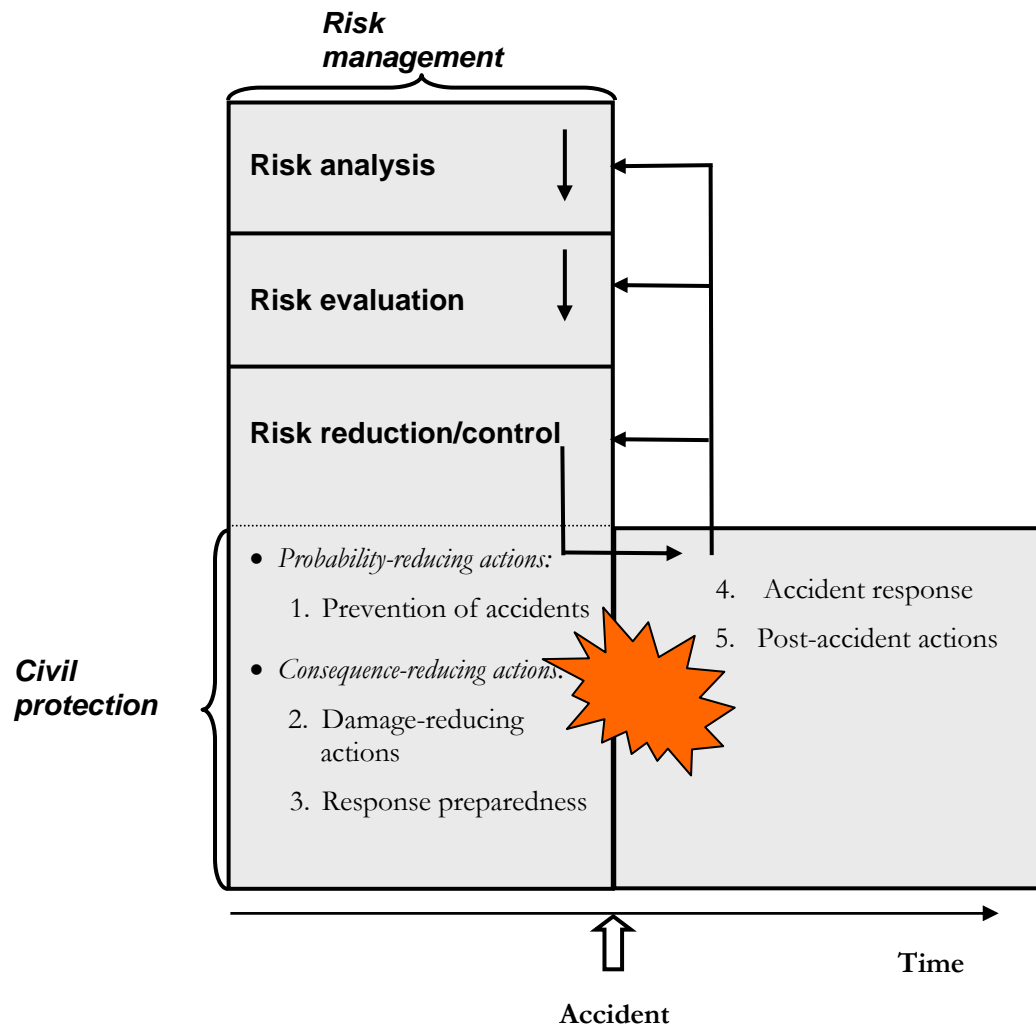 Risk
management
Risk analysis
Risk evaluation
Risk reduction/control
• Probability-reducing actions:
1. Prevention of accidents
• Consequence-reducing actions:
2. Damage-reducing
actions
3. Response preparedness
4. Accident response
5. Post-accident actions
Civil
protection
Time
Accident